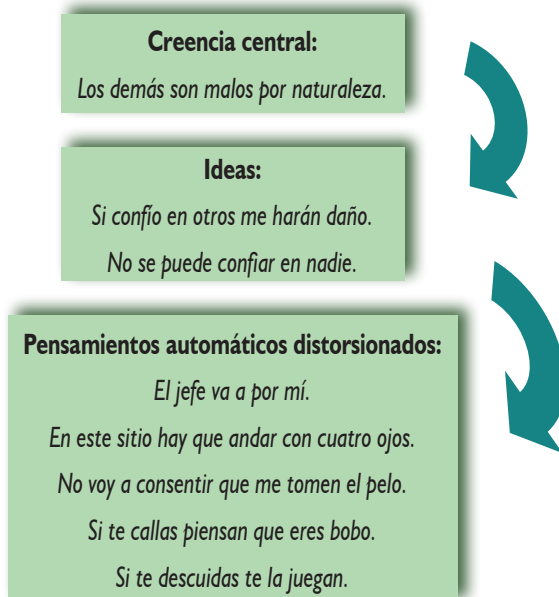 Creencia central:
Los demás son malos por naturaleza.
Ideas:
Si confío en otros me harán daño.
No se puede confiar en nadie.
Pensamientos automáticos distorsionados:
El jefe va a por mí.
En este sitio hay que andar con cuatro ojos.
No voy a consentir que me tomen el pelo.
Si te callas piensan que eres bobo.
Si te descuidas te la juegan.